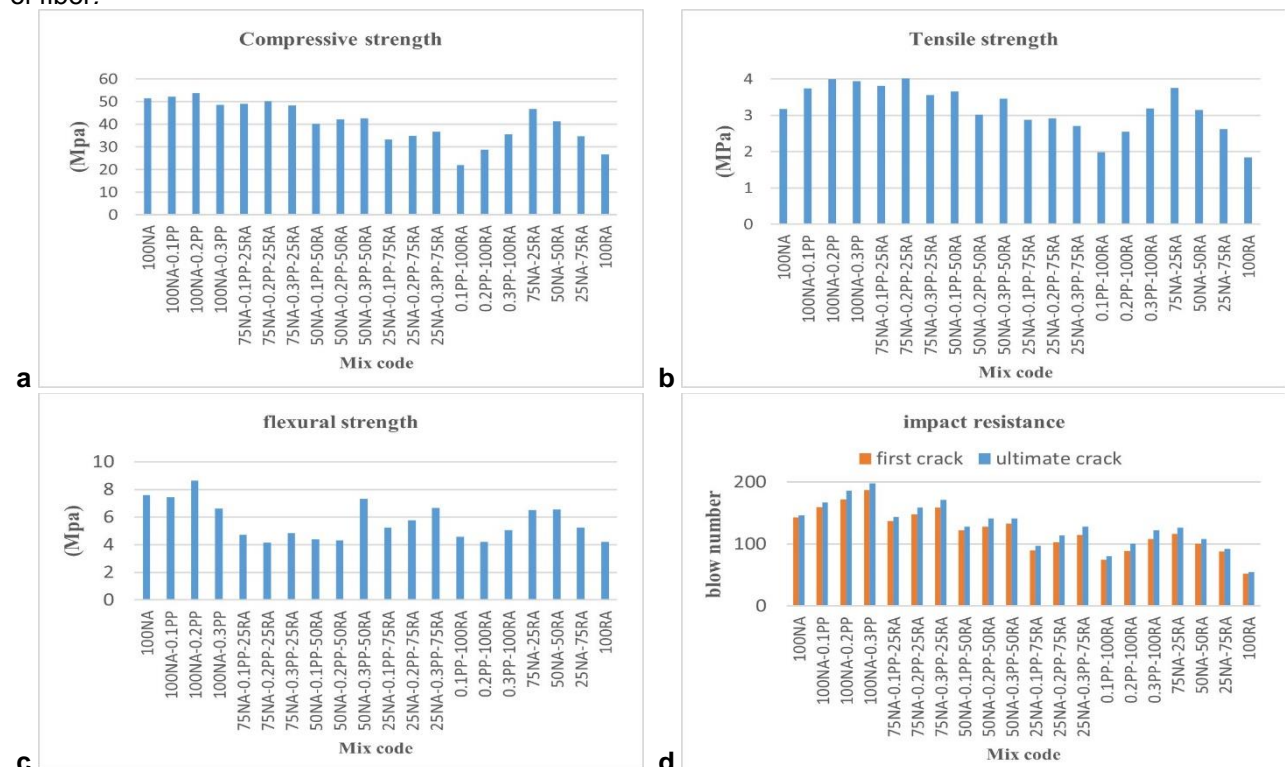 Compressive strength
(Mpa)
60
50
40
30
20
10
0
100NA
100NA-0.1PP
100NA-0.2PP
100NA-0.3PP
75NA-0.1PP-25RA
75NA-0.2PP-25RA
75NA-0.3PP-25RA
50NA-0.1PP-50RA
50NA-0.2PP-50RA
50NA-0.3PP-50RA
25NA-0.1PP-75RA
25NA-0.2PP-75RA
25NA-0.3PP-75RA
0.1PP-100RA
0.2PP-100RA
0.3PP-100RA
75NA-25RA
50NA-50RA
25NA-75RA
100RA
Mix code
a
Tensile strength
(MPa)
4
3
2
1
0
100NA
100NA-0.1PP
100NA-0.2PP
100NA-0.3PP
75NA-0.1PP-25RA
75NA-0.2PP-25RA
75NA-0.3PP-25RA
50NA-0.1PP-50RA
50NA-0.2PP-50RA
50NA-0.3PP-50RA
25NA-0.1PP-75RA
25NA-0.2PP-75RA
25NA-0.3PP-75RA
0.1PP-100RA
0.2PP-100RA
0.3PP-100RA
75NA-25RA
50NA-50RA
25NA-75RA
100RA
Mix code
b
flexural strength
(Mpa)
10
8
6
4
2
0
100NA
100NA-0.1PP
100NA-0.2PP
100NA-0.3PP
75NA-0.1PP-25RA
75NA-0.2PP-25RA
75NA-0.3PP-25RA
50NA-0.1PP-50RA
50NA-0.2PP-50RA
50NA-0.3PP-50RA
25NA-0.1PP-75RA
25NA-0.2PP-75RA
25NA-0.3PP-75RA
0.1PP-100RA
0.2PP-100RA
0.3PP-100RA
75NA-25RA
50NA-50RA
25NA-75RA
100RA
Mix code
c
impact resistance
first crack ultimate crack
blow number
200
100
0
100NA
100NA-0.1PP
100NA-0.2PP
100NA-0.3PP
75NA-0.1PP-25RA
75NA-0.2PP-25RA
75NA-0.3PP-25RA
50NA-0.1PP-50RA
50NA-0.2PP-50RA
50NA-0.3PP-50RA
25NA-0.1PP-75RA
25NA-0.2PP-75RA
25NA-0.3PP-75RA
0.1PP-100RA
0.2PP-100RA
0.3PP-100RA
75NA-25RA
50NA-50RA
25NA-75RA
100RA
Mix code
d